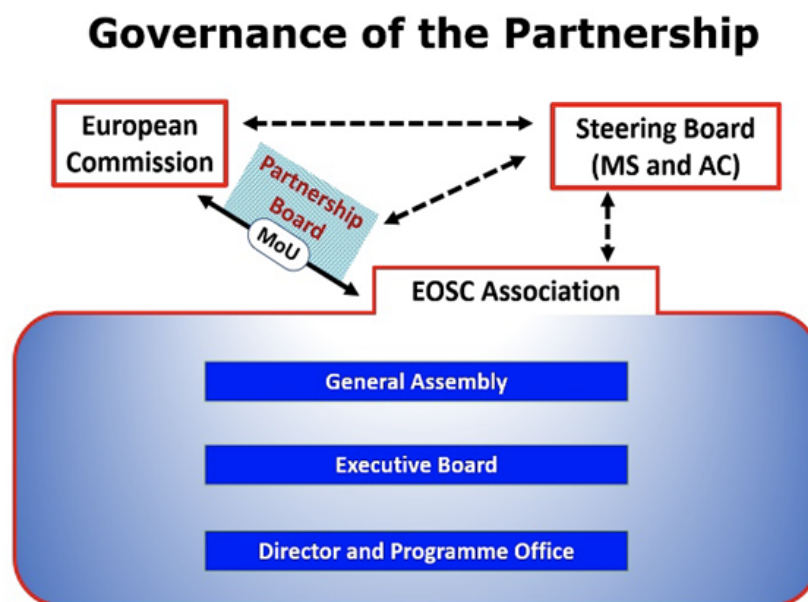 Governance of the Partnership
European
Commission
Steering Board
(MS and AC)
Partnership
Board
MoU
EOSC Association
General Assembly
Executive Board
Director and Programme Office